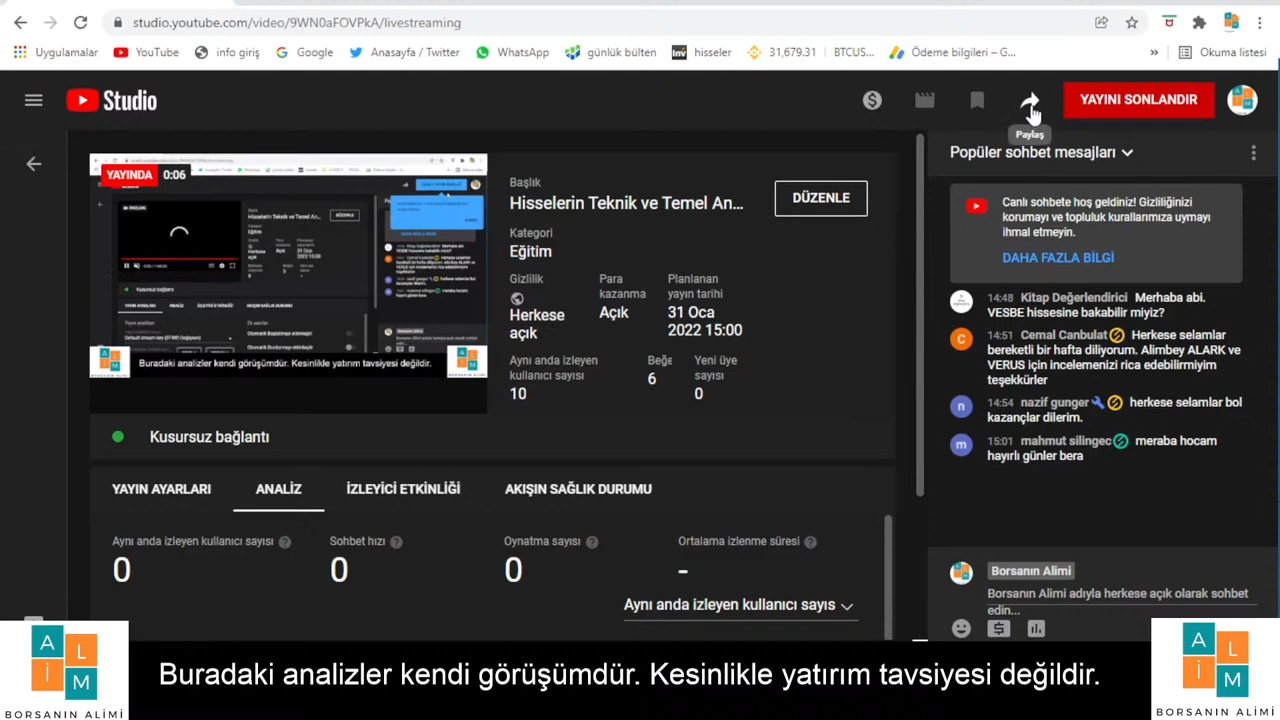 studio.youtube.com/video/9WN0aFOVPkA/livestreaming
Uygulamalar
YouTube
info giriş
Google
Anasayfa / Twitter
WhatsApp
günlük bülten
Inv
hisseler
31,679.31 | BTCUS...
Ödeme bilgileri – G...
»
Okuma listesi
Studio
YAYINI SONLANDIR
Paylaş
YAYINDA 0:06
DÜZENLE
Buradaki analizler kendi görüşümdür. Kesinlikle yatırım tavsiyesi değildir.
Başlık
Hisselerin Teknik ve Temel An...
DÜZENLE
Kategori
Eğitim
Gizlilik
Herkese
açık
Para
kazanma
Açık
Planlanan
yayın tarihi
31 Oca
2022 15:00
Aynı anda izleyen
kullanıcı sayısı
10
Beğe
6
Yeni üye
sayısı
0
Kusursuz bağlantı
YAYIN AYARLARI
ANALİZ
İZLEYİCİ ETKİNLİĞİ
AKIŞIN SAĞLIK DURUMU
Aynı anda izleyen kullanıcı sayısı
0
Sohbet hızı
0
Oynatma sayısı
0
Ortalama izlenme süresi
-
Aynı anda izleyen kullanıcı sayıs
Popüler sohbet mesajları
Canlı sohbete hoş geldiniz! Gizliliğinizi
korumayı ve topluluk kurallarımıza uymayı
ihmal etmeyin.
DAHA FAZLA BİLGİ
14:48 Kitap Değerlendirici Merhaba abi.
VESBE hissesine bakabilir miyiz?
C
14:51 Cemal Canbulat Herkese selamlar
bereketli bir hafta diliyorum. Alimbey ALARK ve
VERUS için incelemenizi rica edebilirmiyim
teşekkürler
n
14:54 nazif gunger herkese selamlar bol
kazançlar dilerim.
m
15:01 mahmut silingec meraba hocam
hayırlı günler bera
Borsanın Alimi
Borsanın Alimi adıyla herkese açık olarak sohbet
edin...
A
L
İ
M
BORSANIN ALİMİ
Buradaki analizler kendi görüşümdür. Kesinlikle yatırım tavsiyesi değildir.
A
L
İ
M
BORSANIN ALİMİ